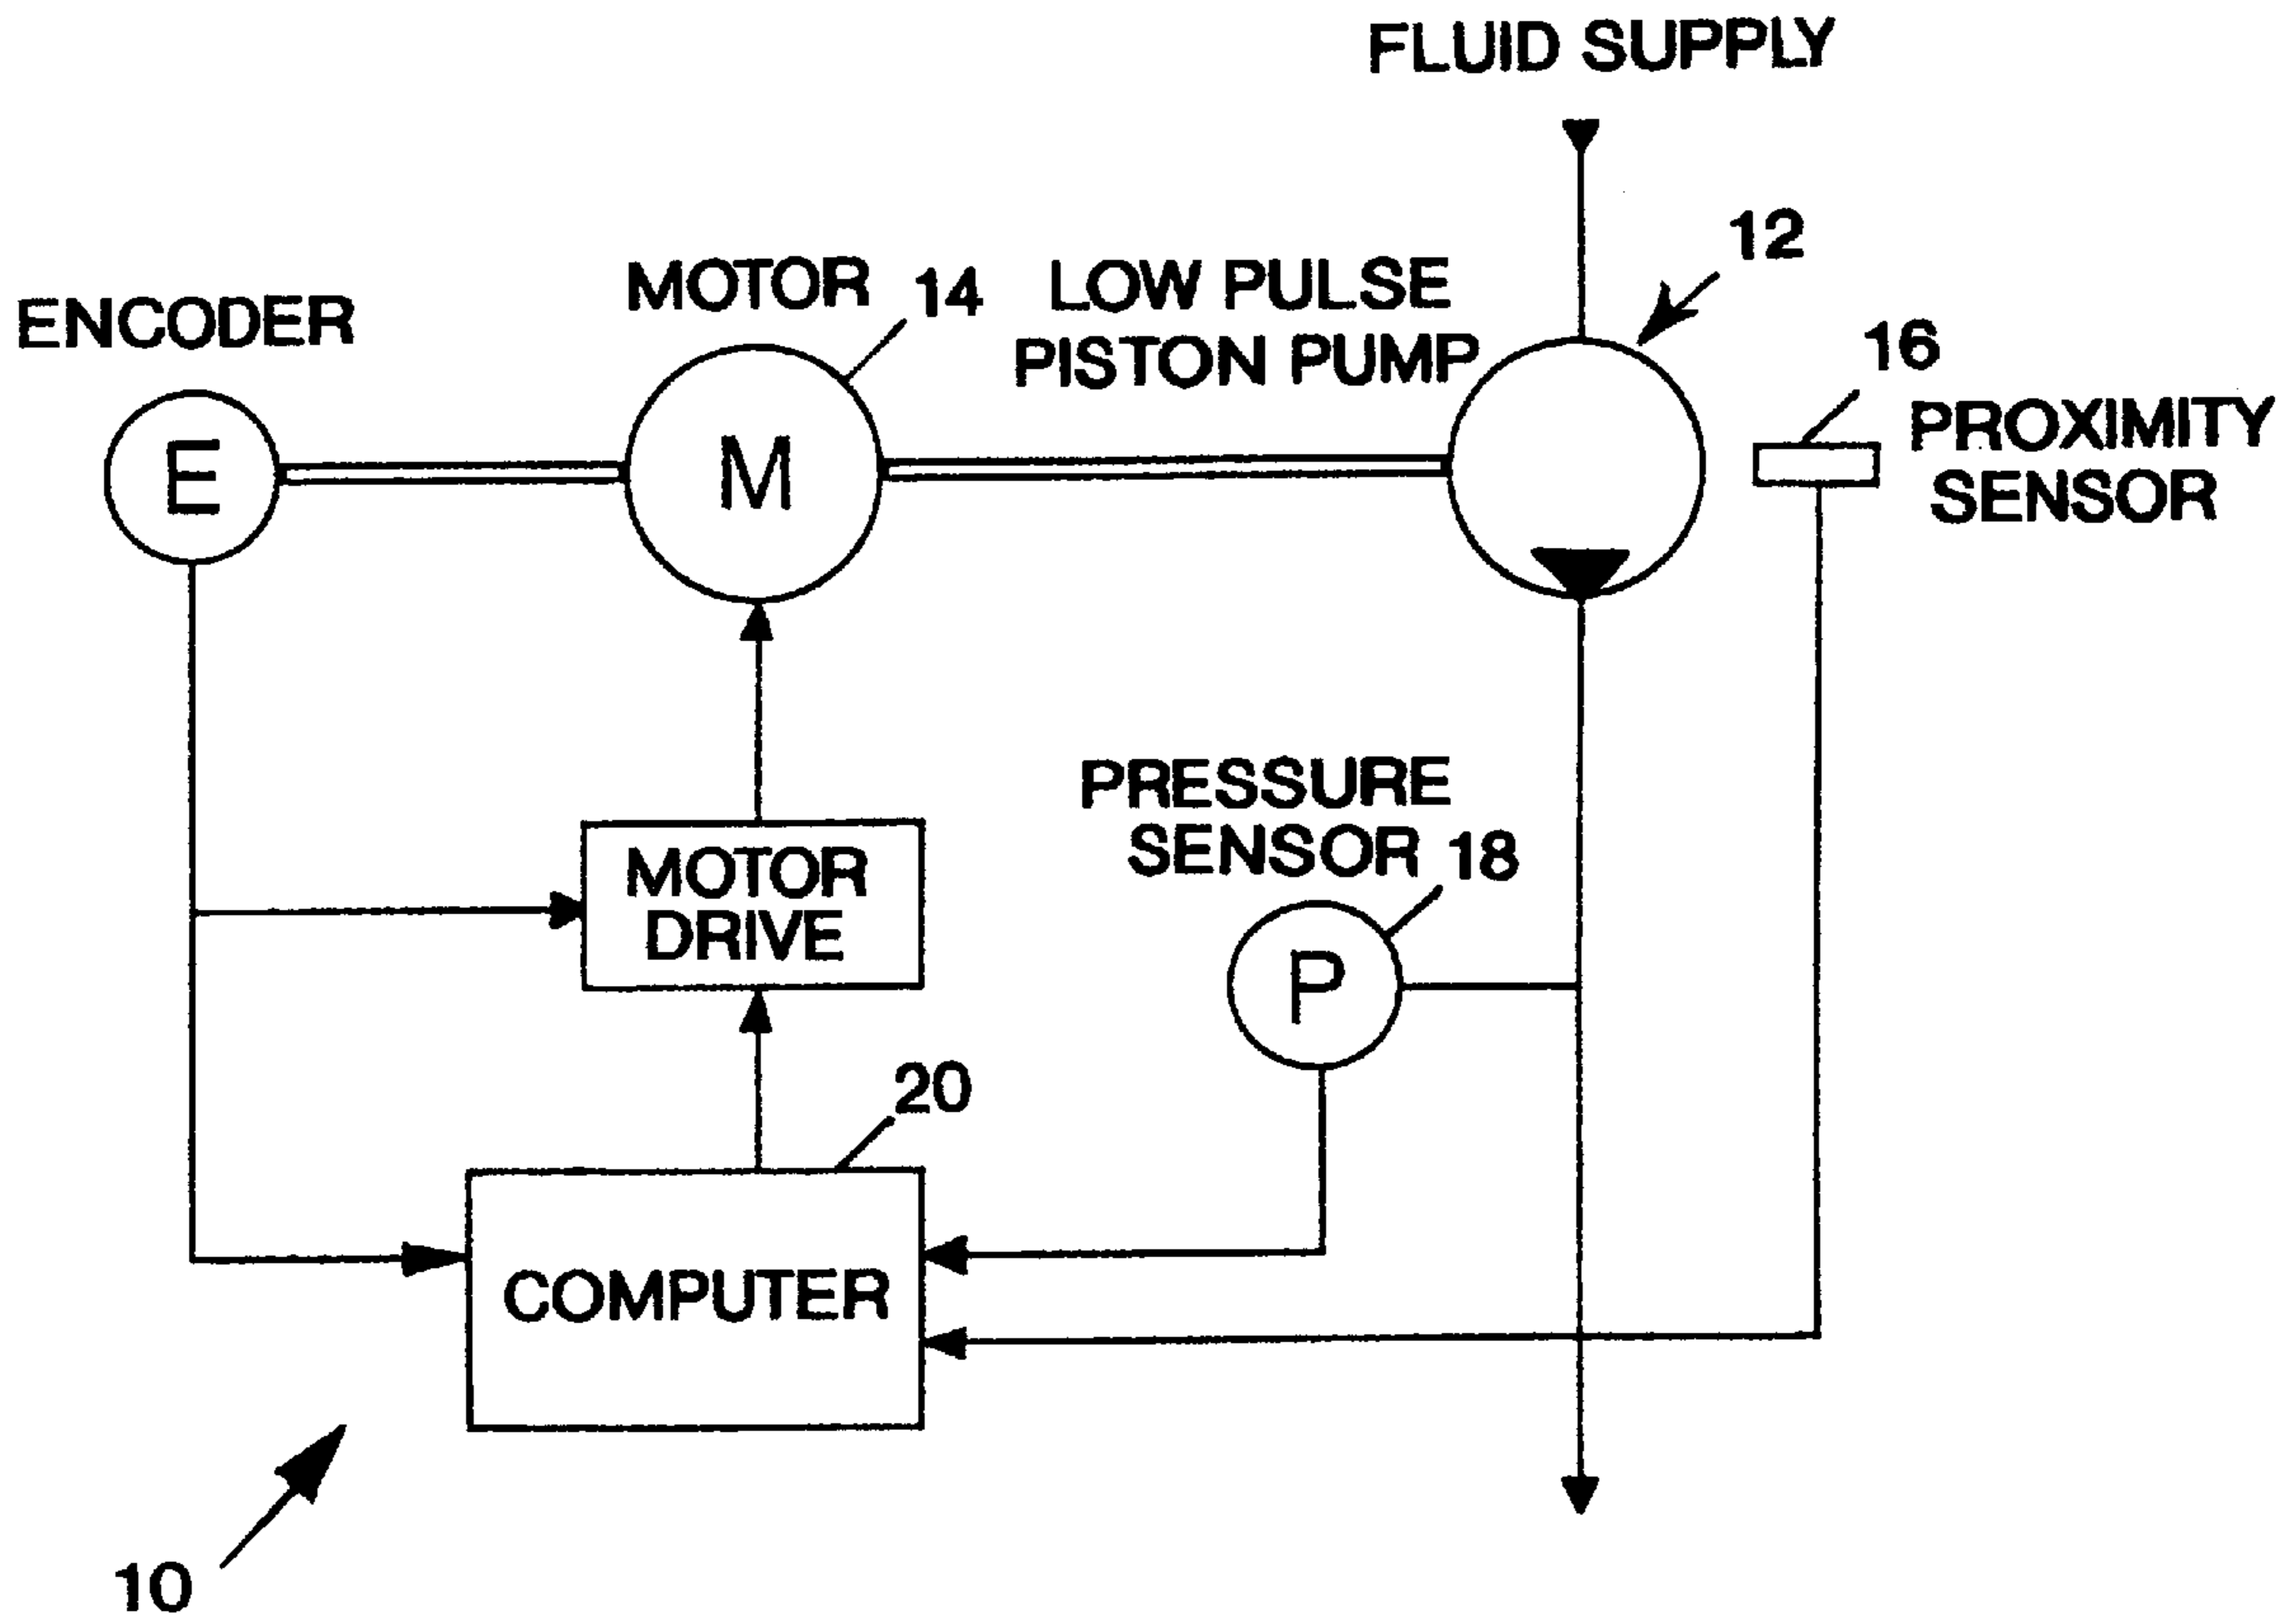 FLUID SUPPLY
12
MOTOR 14
LOW PULSE
PISTON PUMP
ENCODER
16
PROXIMITY
SENSOR
E
M
PRESSURE
SENSOR 18
MOTOR
DRIVE
P
20
COMPUTER
10